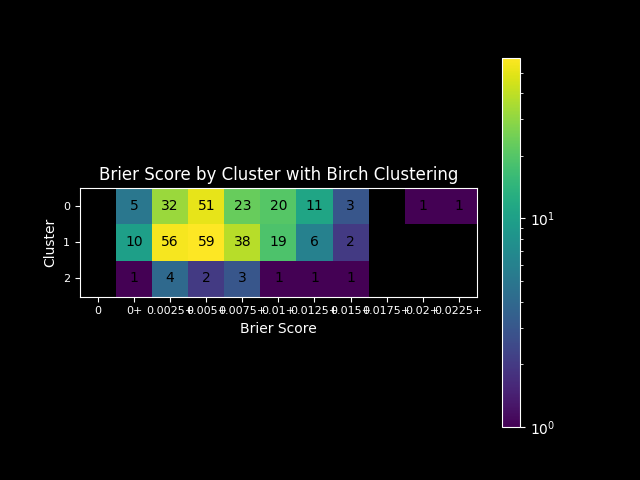 Brier Score by Cluster with Birch Clustering
Cluster
0 5 32 51 23 20 11 3 1 1
1 10 56 59 38 19 6 2
2 1 4 2 3 1 1 1
0 0+ 0.0025+ 0.005+ 0.0075+ 0.01+ 0.0125+ 0.015+ 0.0175+ 0.02+ 0.0225+
Brier Score
10¹
10⁰